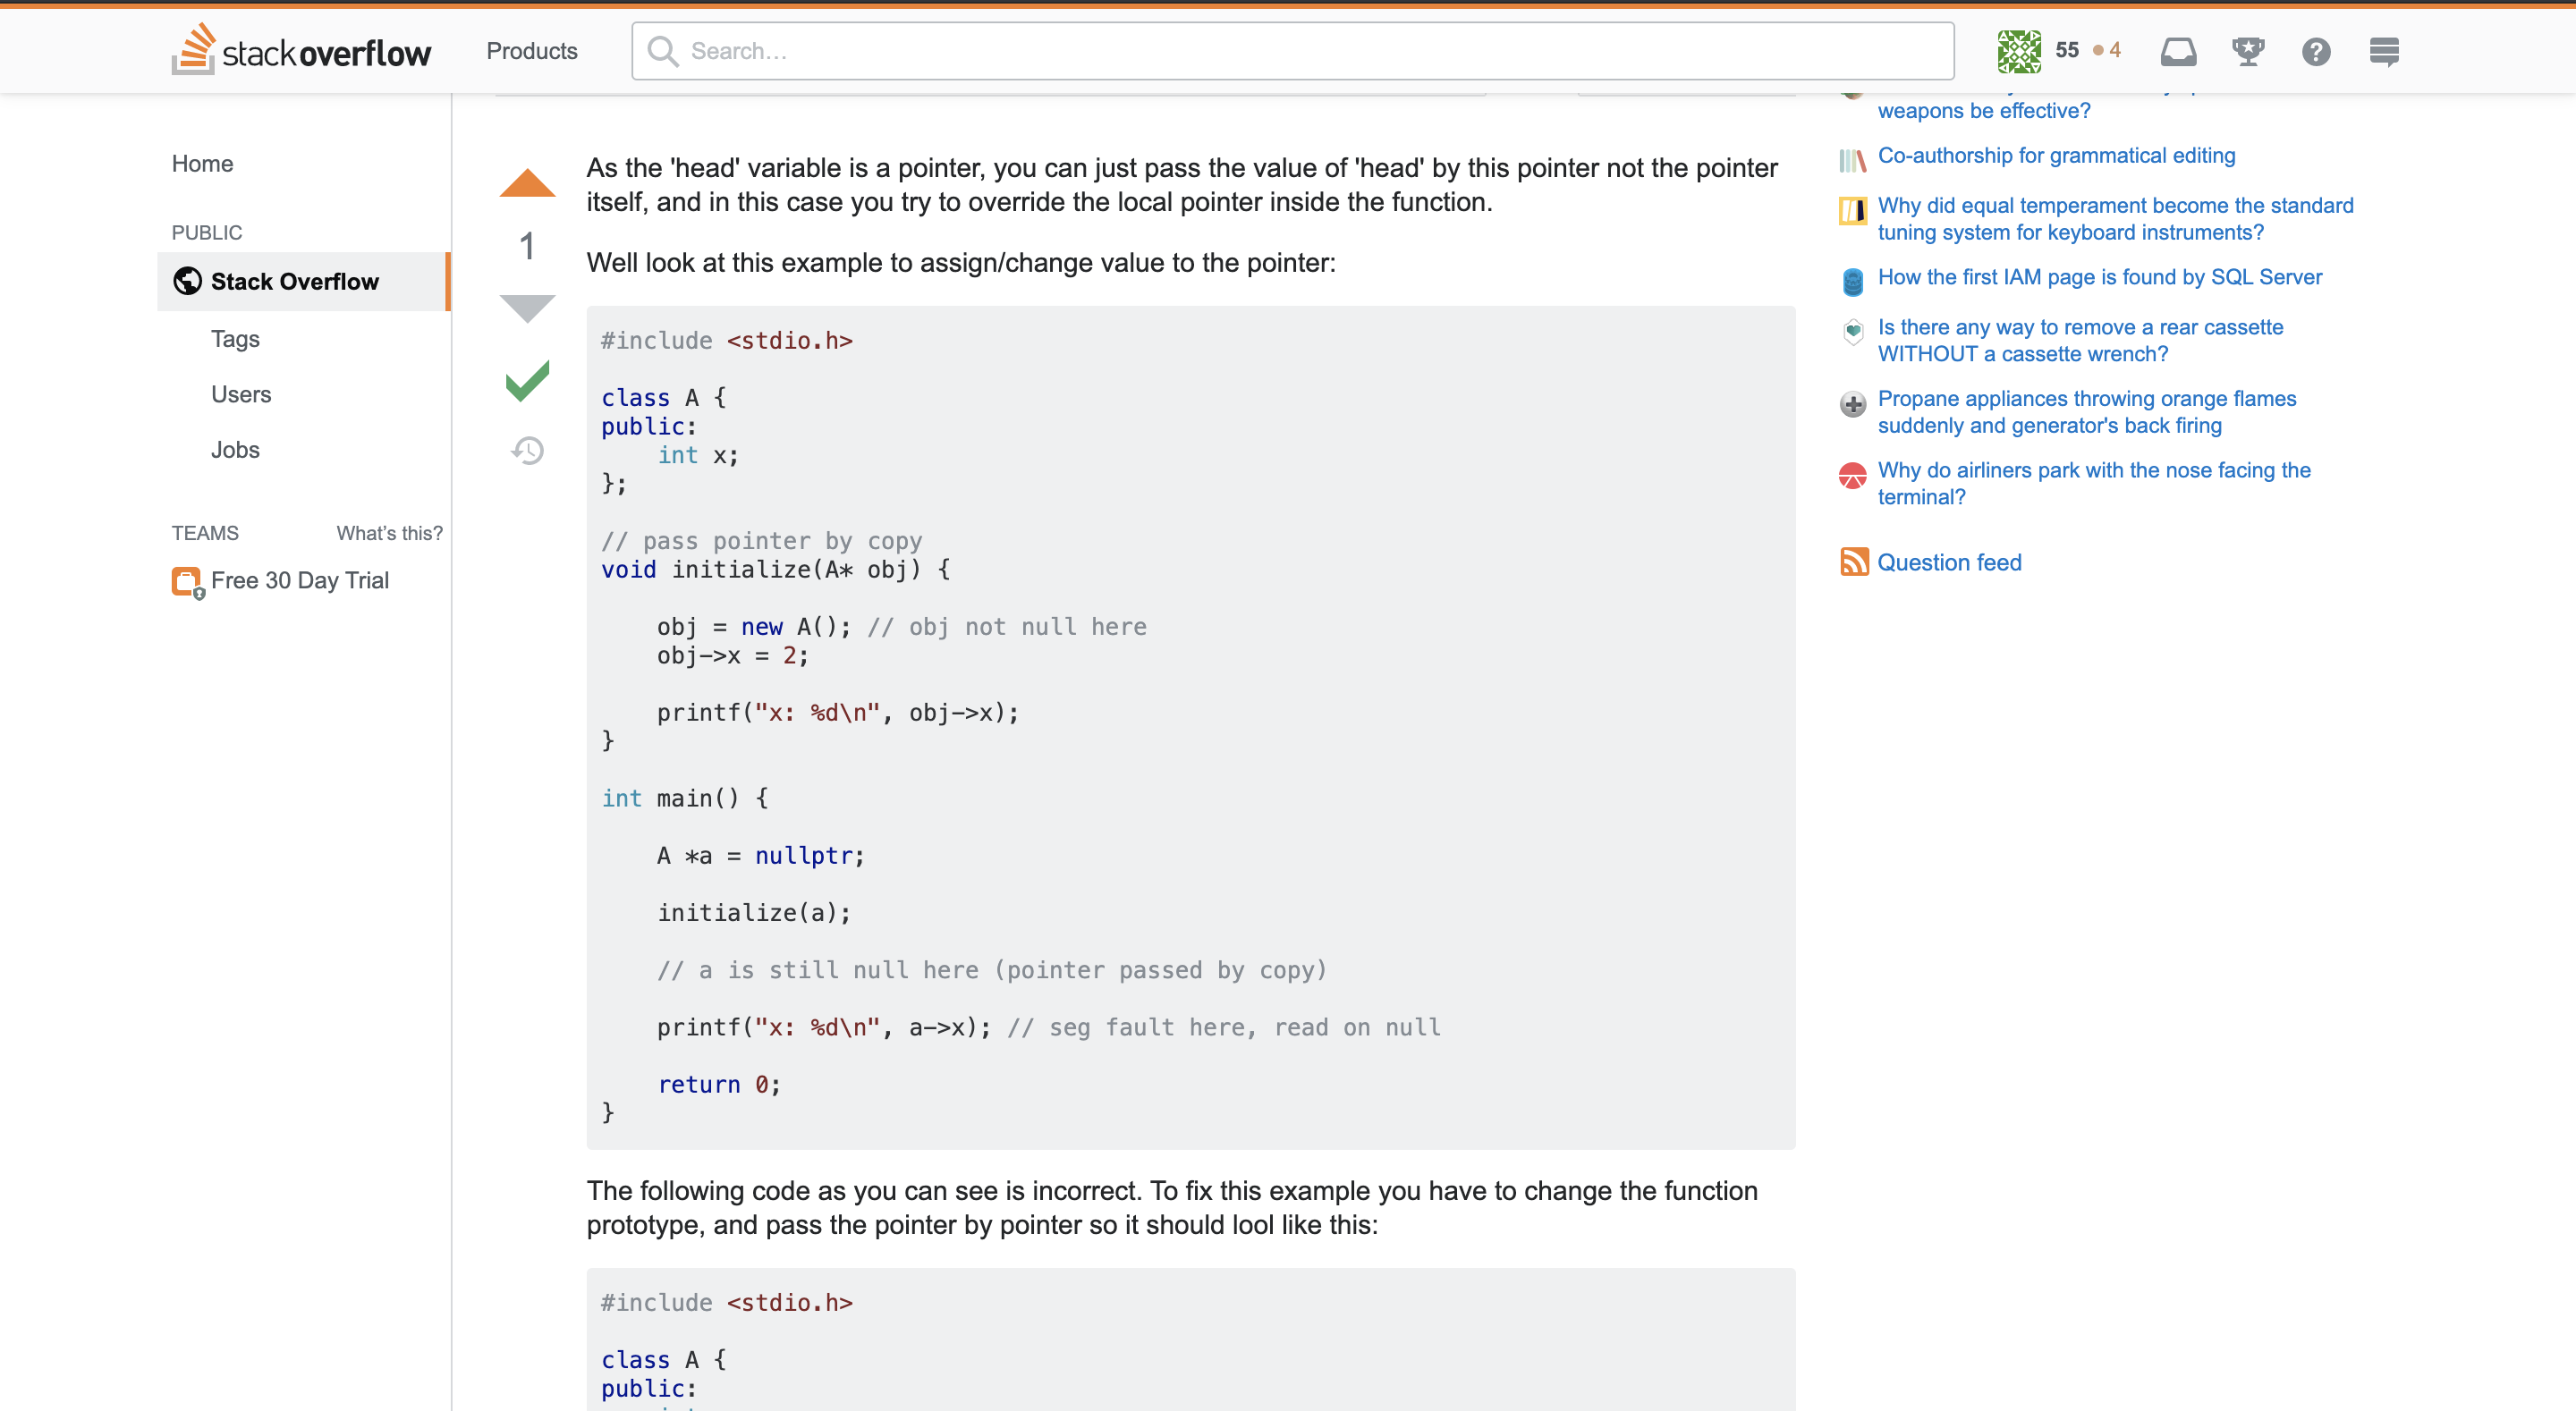 stackoverflow
Products
Search…
55
4
Home
PUBLIC
Stack Overflow
Tags
Users
Jobs
TEAMS
What's this?
Free 30 Day Trial
1
As the 'head' variable is a pointer, you can just pass the value of 'head' by this pointer not the pointer
itself, and in this case you try to override the local pointer inside the function.
Well look at this example to assign/change value to the pointer:
#include <stdio.h>
class A {
public:
    int x;
};
// pass pointer by copy
void initialize(A* obj) {
    obj = new A(); // obj not null here
    obj->x = 2;
    printf("x: %d\n", obj->x);
}
int main() {
    A *a = nullptr;
    initialize(a);
    // a is still null here (pointer passed by copy)
    printf("x: %d\n", a->x); // seg fault here, read on null
    return 0;
}
The following code as you can see is incorrect. To fix this example you have to change the function
prototype, and pass the pointer by pointer so it should lool like this:
#include <stdio.h>
class A {
public:
weapons be effective?
Co-authorship for grammatical editing
Why did equal temperament become the standard
tuning system for keyboard instruments?
How the first IAM page is found by SQL Server
Is there any way to remove a rear cassette
WITHOUT a cassette wrench?
Propane appliances throwing orange flames
suddenly and generator's back firing
Why do airliners park with the nose facing the
terminal?
Question feed